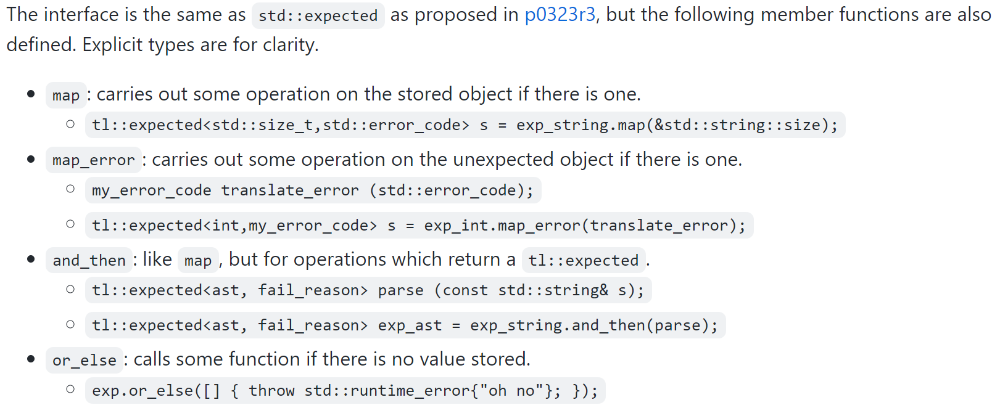 The interface is the same as std::expected as proposed in p0323r3, but the following member functions are also
defined. Explicit types are for clarity.
map : carries out some operation on the stored object if there is one.
tl::expected<std::size_t,std::error_code> s = exp_string.map(&std::string::size);
map_error : carries out some operation on the unexpected object if there is one.
my_error_code translate_error (std::error_code);
tl::expected<int,my_error_code> s = exp_int.map_error(translate_error);
and_then : like map , but for operations which return a tl::expected .
tl::expected<ast, fail_reason> parse (const std::string& s);
tl::expected<ast, fail_reason> exp_ast = exp_string.and_then(parse);
or_else : calls some function if there is no value stored.
exp.or_else([] { throw std::runtime_error{"oh no"}; });